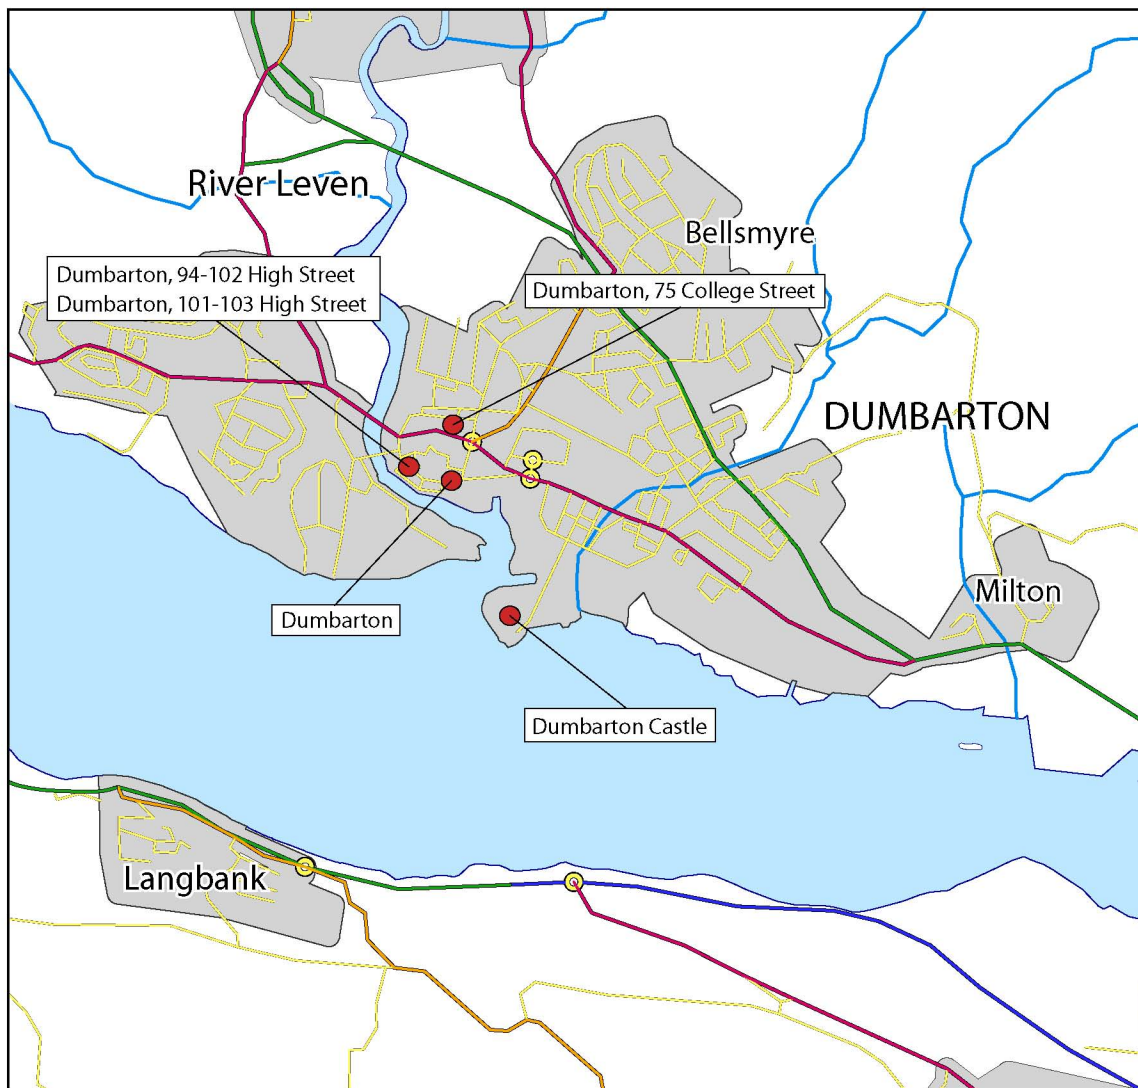 River Leven
Bellsmyre
Dumbarton, 94-102 High Street
Dumbarton, 101-103 High Street
Dumbarton, 75 College Street
DUMBARTON
Milton
Dumbarton
Dumbarton Castle
Langbank